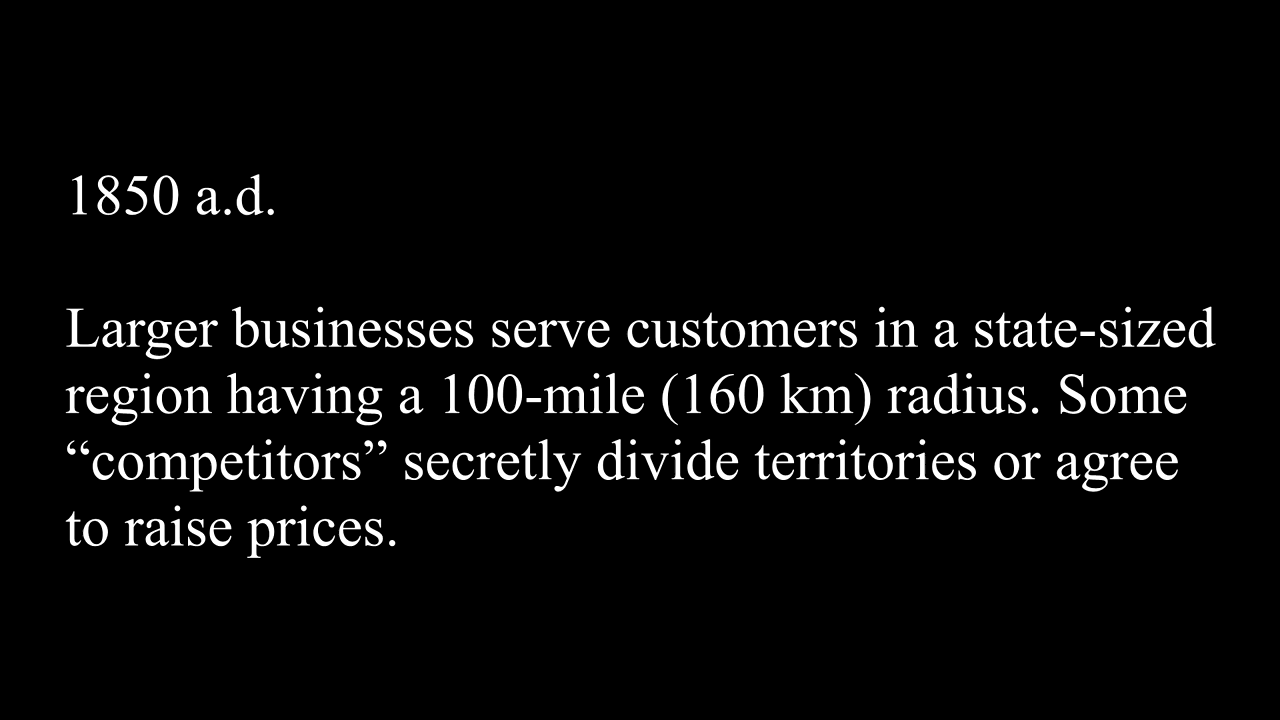 1850 a.d.
Larger businesses serve customers in a state-sized
region having a 100-mile (160 km) radius. Some
“competitors” secretly divide territories or agree
to raise prices.